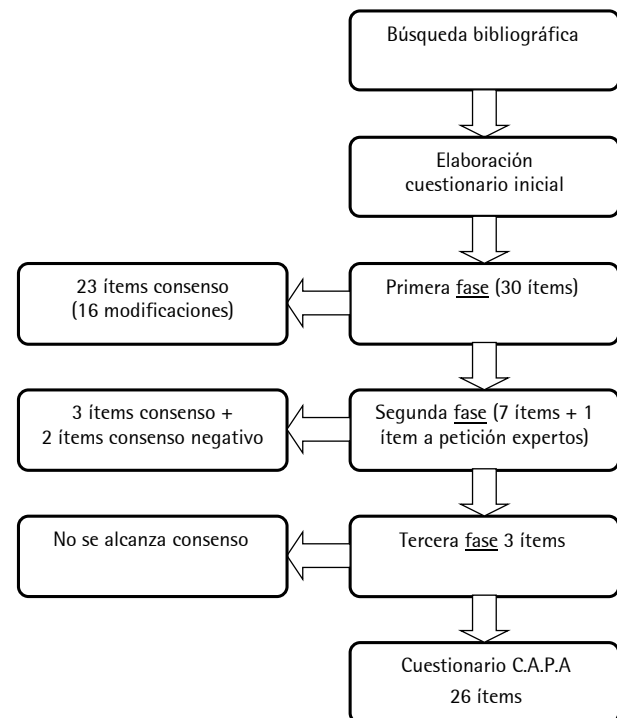 Búsqueda bibliográfica
Elaboración
cuestionario inicial
23 ítems consenso
(16 modificaciones)
Primera fase (30 ítems)
3 ítems consenso +
2 ítems consenso negativo
Segunda fase (7 ítems + 1
ítem a petición expertos)
No se alcanza consenso
Tercera fase 3 ítems
Cuestionario C.A.P.A
26 ítems